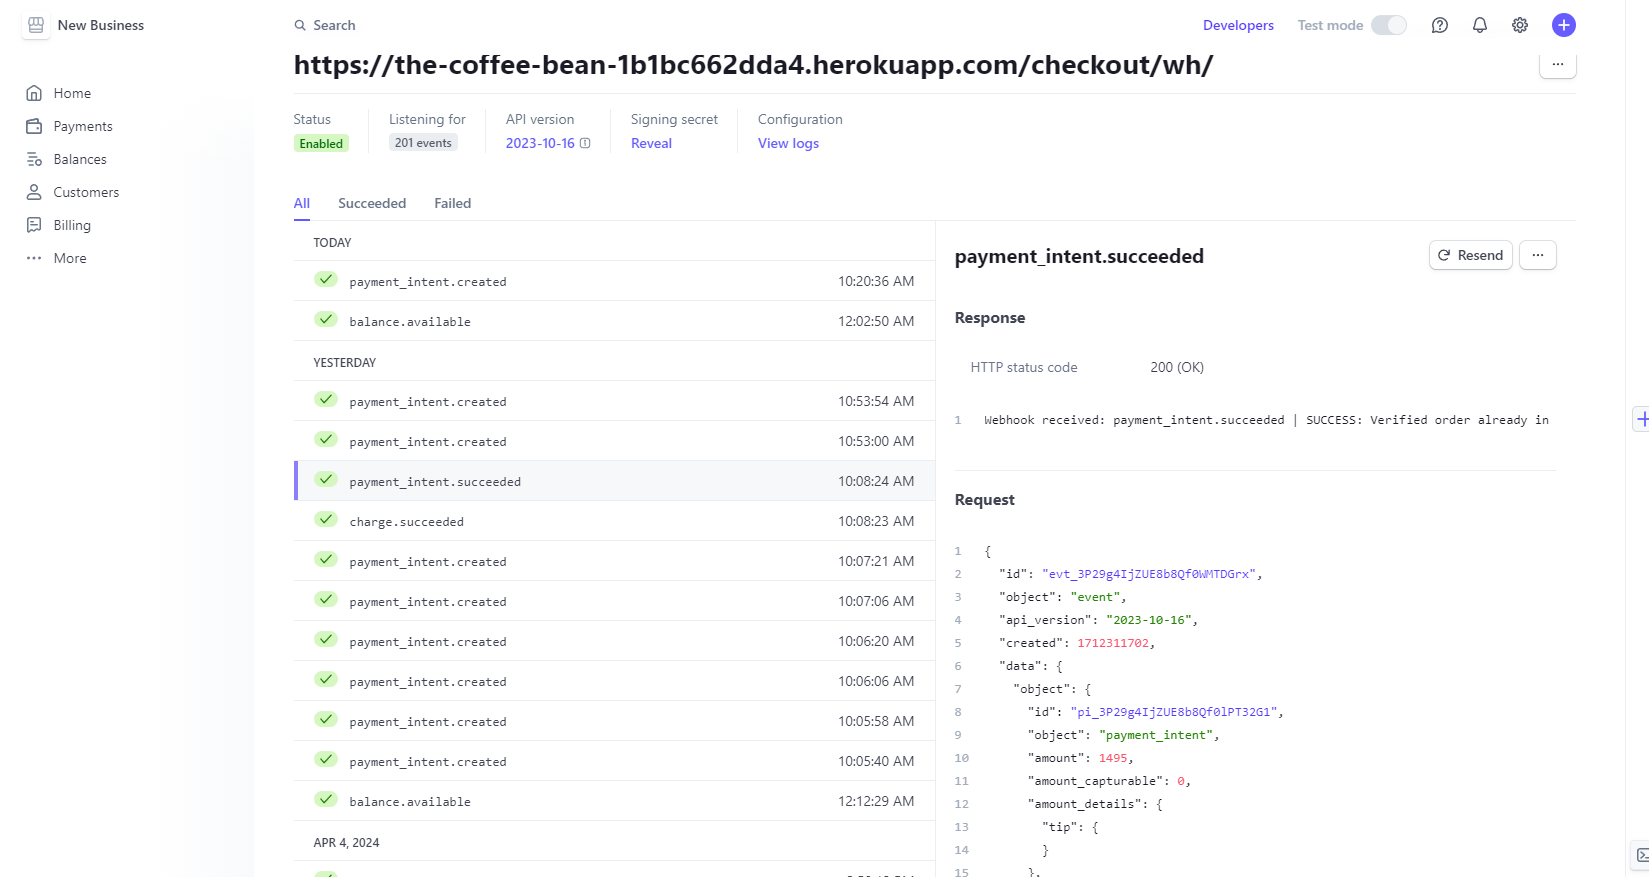 New Business
Search
Developers
Test mode
https://the-coffee-bean-1b1bc662dda4.herokuapp.com/checkout/wh/
Home
Payments
Balances
Customers
Billing
More
Status
Listening for
API version
Signing secret
Configuration
Enabled
201 events
2023-10-16
Reveal
View logs
All
Succeeded
Failed
TODAY
payment_intent.created 10:20:36 AM
balance.available 12:02:50 AM
YESTERDAY
payment_intent.created 10:53:54 AM
payment_intent.created 10:53:00 AM
payment_intent.succeeded 10:08:24 AM
charge.succeeded 10:08:23 AM
payment_intent.created 10:07:21 AM
payment_intent.created 10:07:06 AM
payment_intent.created 10:06:20 AM
payment_intent.created 10:06:06 AM
payment_intent.created 10:05:58 AM
payment_intent.created 10:05:40 AM
balance.available 12:12:29 AM
APR 4, 2024
payment_intent.succeeded
Resend
Response
HTTP status code 200 (OK)
1 Webhook received: payment_intent.succeeded | SUCCESS: Verified order already in
Request
1 {
2 "id": "evt_3P29g4IjZUE8b8Qf0WMTDGrx",
3 "object": "event",
4 "api_version": "2023-10-16",
5 "created": 1712311702,
6 "data": {
7 "object": {
8 "id": "pi_3P29g4IjZUE8b8Qf0lPT32G1",
9 "object": "payment_intent",
10 "amount": 1495,
11 "amount_capturable": 0,
12 "amount_details": {
13 "tip": {
14 }
15 },